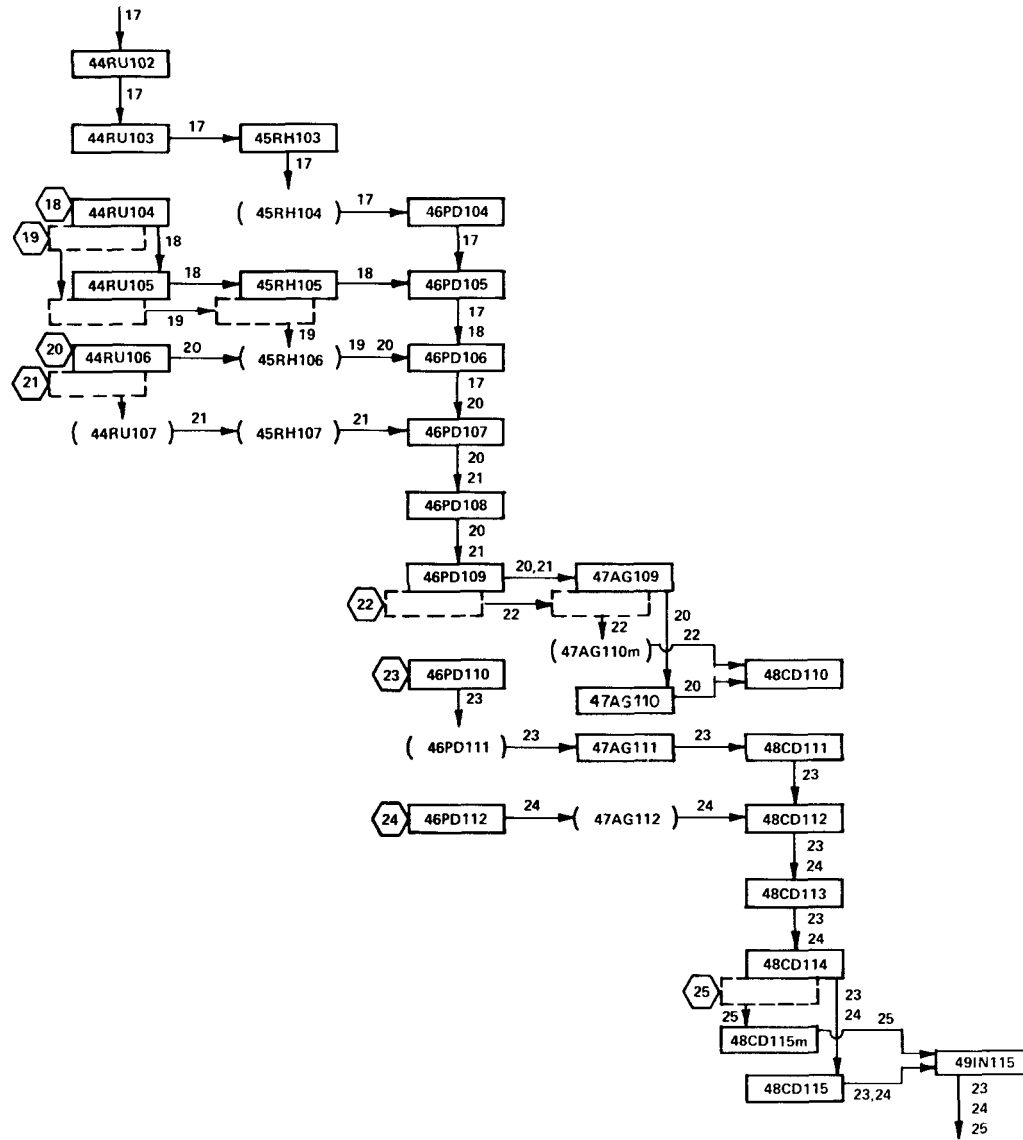 17
44RU102
17
44RU103 17 45RH103
17
18 44RU104 (45RH104) 17 46PD104
19 18 17
44RU105 18 45RH105 18 46PD105
19 19 17
18
20 44RU106 20 (45RH106) 19 20 46PD106
21 17
20
(44RU107) 21 (45RH107) 21 46PD107
20
21
46PD108
20
21
46PD109 20,21 47AG109
22 22 22 20
(47AG110m) 22
23 46PD110 48CD110
23 47AG110 20
(46PD111) 23 47AG111 23 48CD111
23
24 46PD112 24 (47AG112) 24 48CD112
23
24
48CD113
23
24
48CD114
25 23
25 24 25
48CD115m
49IN115
48CD115 23,24
23
24
25